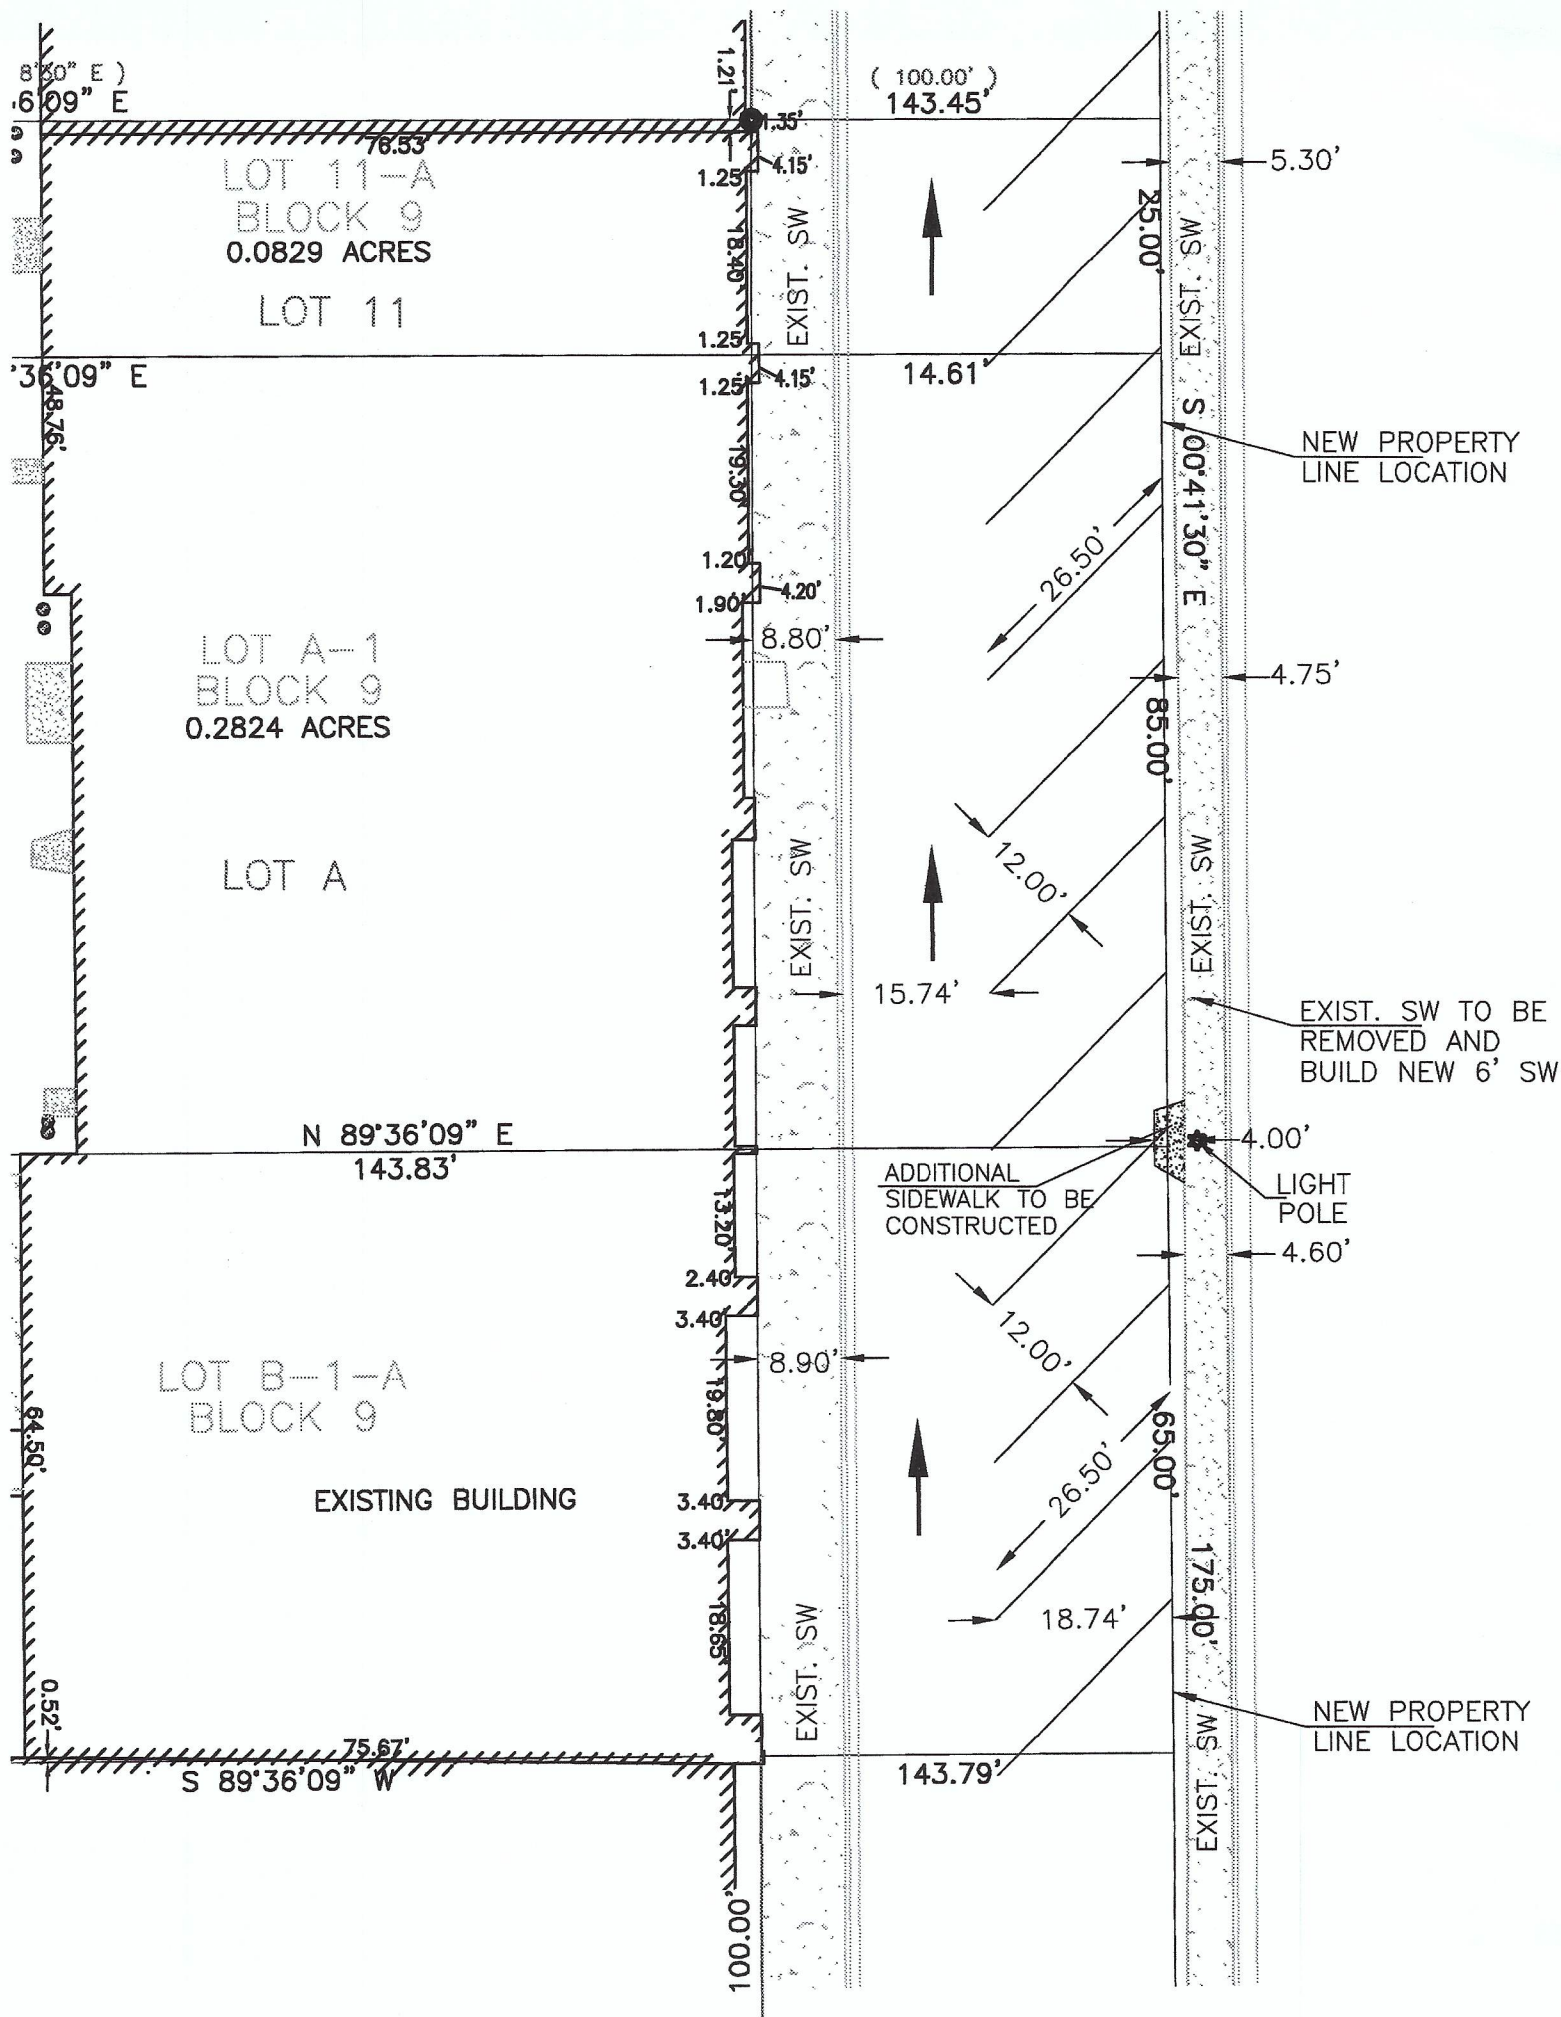 8'30" E )
6'09" E
( 100.00' )
143.45'
1.21'
1.35'
76.53'
4.15'
1.25'
5.30'
LOT 11-A
BLOCK 9
0.0829 ACRES
LOT 11
18.40'
EXIST. SW
25.00'
EXIST. SW
1.25'
4.15'
1.25'
14.61'
'36'09" E
48.76'
S 00°41'30" E
NEW PROPERTY
LINE LOCATION
19.30'
26.50'
1.20'
4.20'
1.90'
8.80'
LOT A-1
BLOCK 9
0.2824 ACRES
4.75'
85.00'
LOT A
EXIST. SW
12.00'
EXIST. SW
15.74'
EXIST. SW TO BE
REMOVED AND
BUILD NEW 6' SW
N 89°36'09" E
143.83'
4.00'
ADDITIONAL
SIDEWALK TO BE
CONSTRUCTED
LIGHT
POLE
13.20'
4.60'
2.40'
3.40'
12.00'
8.90'
LOT B-1-A
BLOCK 9
19.80'
64.50'
65.00'
26.50'
EXISTING BUILDING
3.40'
3.40'
175.00'
18.65'
18.74'
EXIST. SW
0.52'
NEW PROPERTY
LINE LOCATION
75.67'
S 89°36'09" W
143.79'
EXIST. SW
100.00'